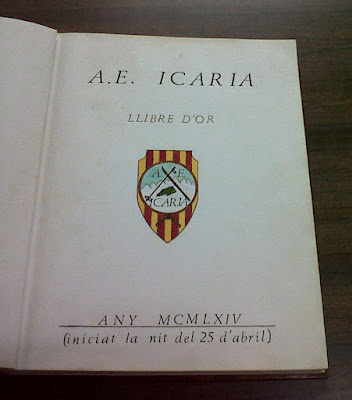 A.E. ICARIA
LLIBRE D'OR
A. E.
ICARIA
ANY MCMLXIV
(iniciat la nit del 25 d'abril)